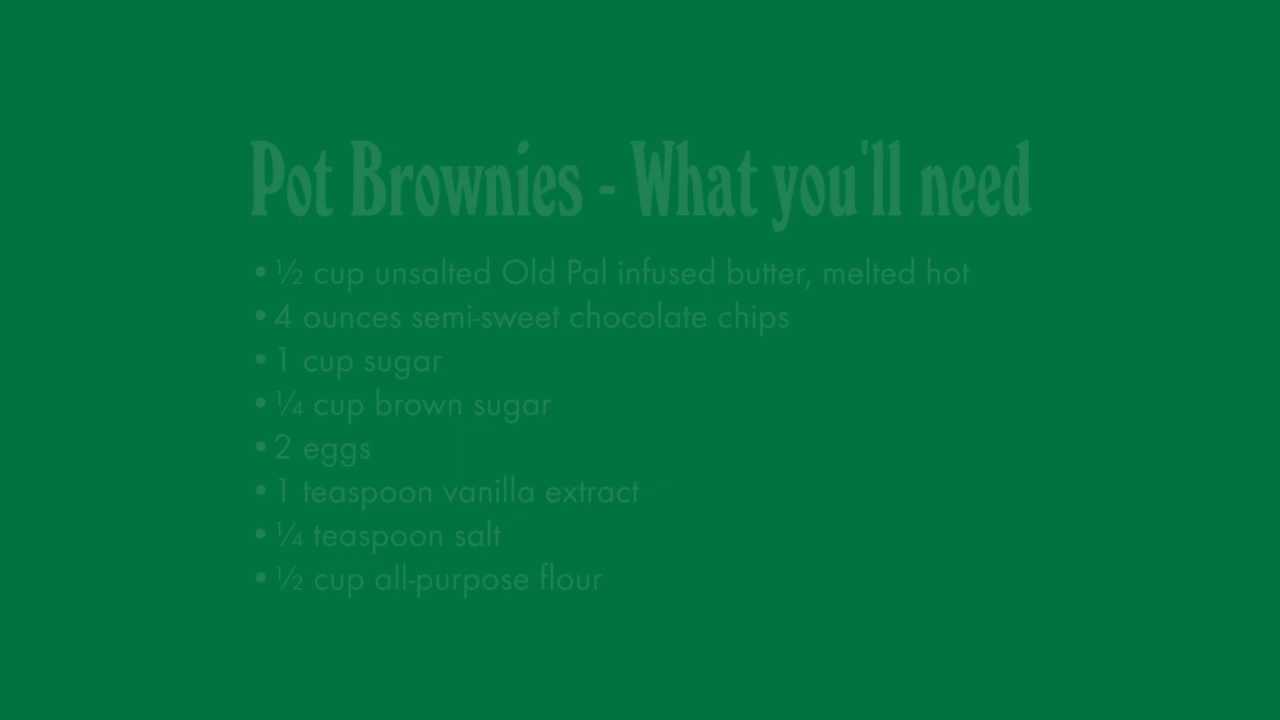 Pot Brownies - What you'll need
• ½ cup unsalted Old Pal infused butter, melted hot
• 4 ounces semi-sweet chocolate chips
• 1 cup sugar
• ¼ cup brown sugar
• 2 eggs
• 1 teaspoon vanilla extract
• ¼ teaspoon salt
• ½ cup all-purpose flour